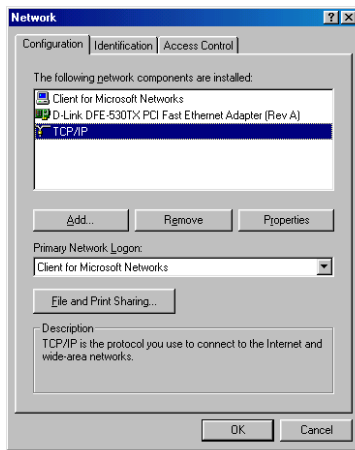 Network
Configuration Identification Access Control
The following network components are installed:
Client for Microsoft Networks
D-Link DFE-530TX PCI Fast Ethernet Adapter (Rev A)
TCP/IP
Add... Remove Properties
Primary Network Logon:
Client for Microsoft Networks
File and Print Sharing...
Description
TCP/IP is the protocol you use to connect to the Internet and
wide-area networks.
OK Cancel